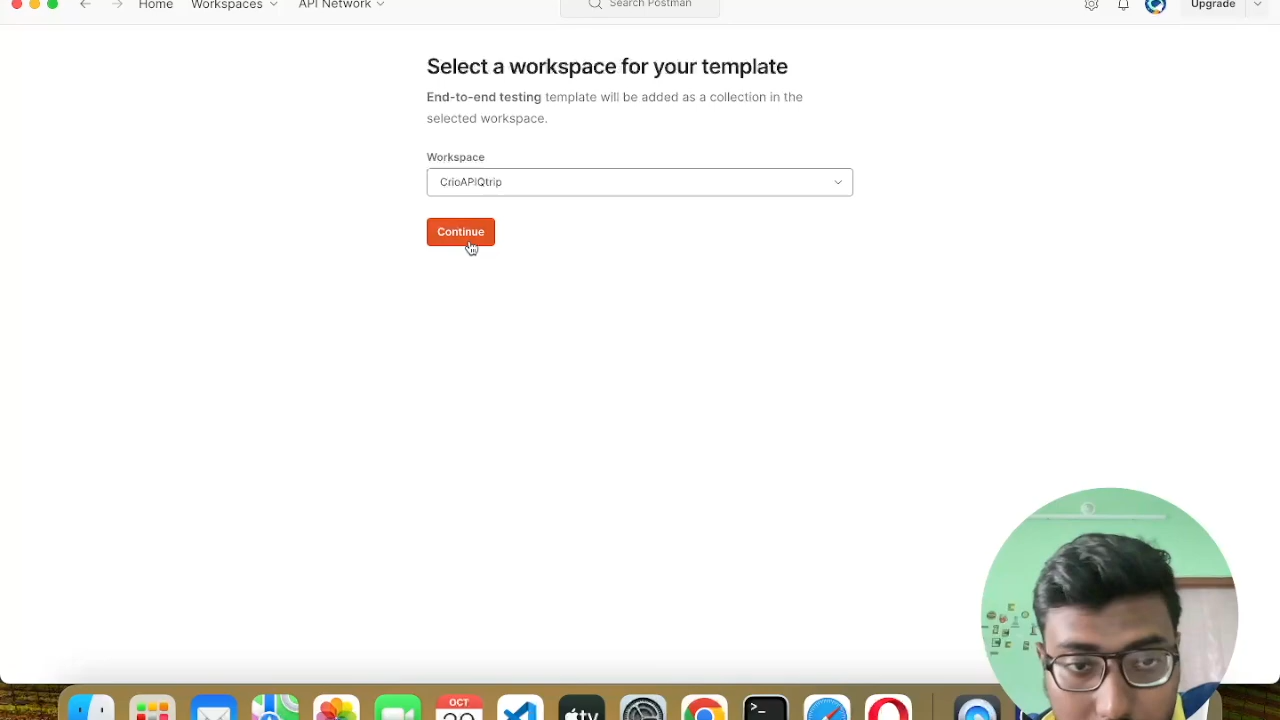 Home Workspaces API Network Search Postman Upgrade
Select a workspace for your template
End-to-end testing template will be added as a collection in the
selected workspace.
Workspace
CrioAPIQtrip
Continue
OCT
tv
>_